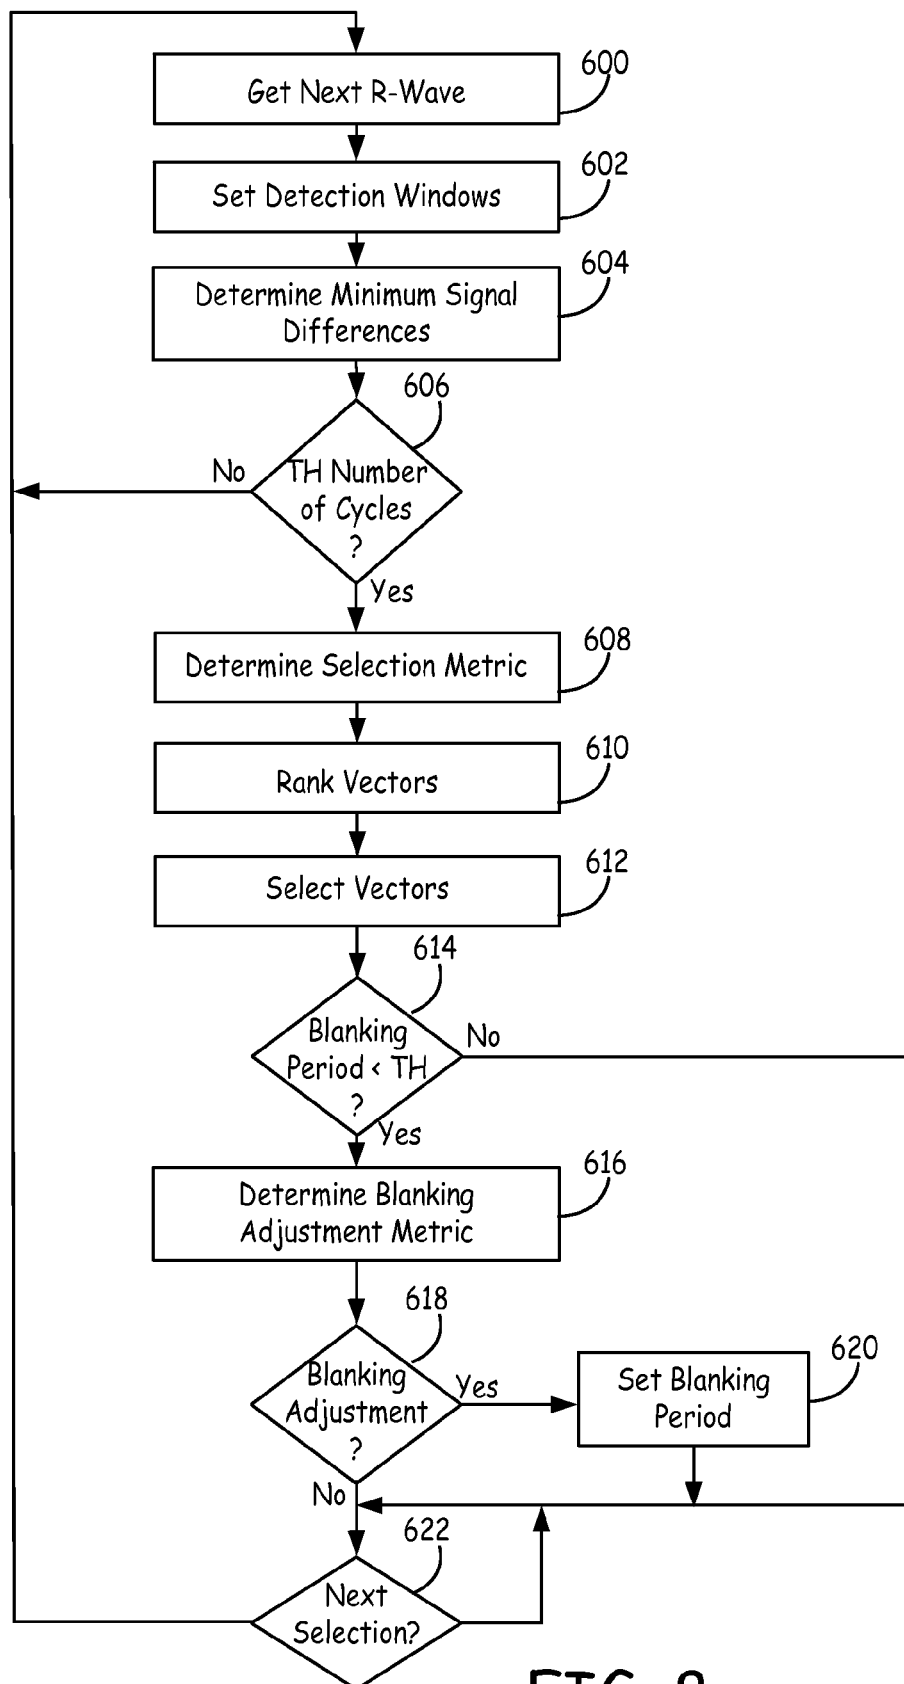 Get Next R-Wave
600
Set Detection Windows
602
Determine Minimum Signal
Differences
604
606
TH Number
of Cycles
?
No
Yes
Determine Selection Metric
608
Rank Vectors
610
Select Vectors
612
614
Blanking
Period < TH
?
No
Yes
Determine Blanking
Adjustment Metric
616
618
Blanking
Adjustment
?
Yes
Set Blanking
Period
620
No
622
Next
Selection?